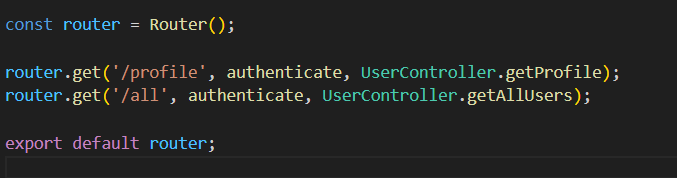 const router = Router();
router.get('/profile', authenticate, UserController.getProfile);
router.get('/all', authenticate, UserController.getAllUsers);
export default router;